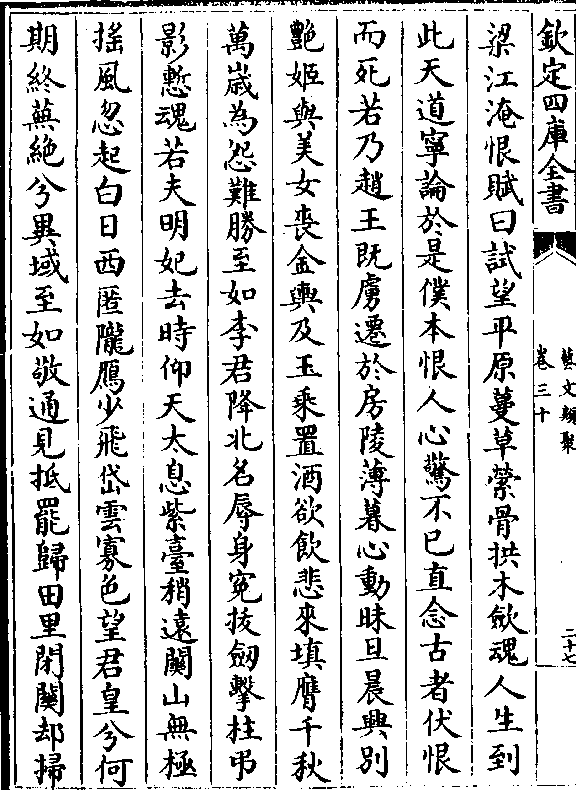 欽定四庫全書
藝文類聚
卷三十
二十七
梁江淹恨賦曰試望平原蔓草縈骨拱木歛魂人生到
此天道寧論於是僕本恨人心驚不已直念古者伏恨
而死若乃趙王既虜遷於房陵薄暮心動昧旦晨興別
艷姬與美女喪金輿及玉乘置酒欲飲悲來填膺千秋
萬歲為怨難勝至如李君降北名辱身寃拔劒擊柱弔
影慙魂若夫明妃去時仰天太息紫臺稍遠關山無極
摇風忽起白日西匿隴鴈少飛岱雲寡色望君皇兮何
期終蕪絶兮異域至如敬通見抵罷歸田里閉關却掃